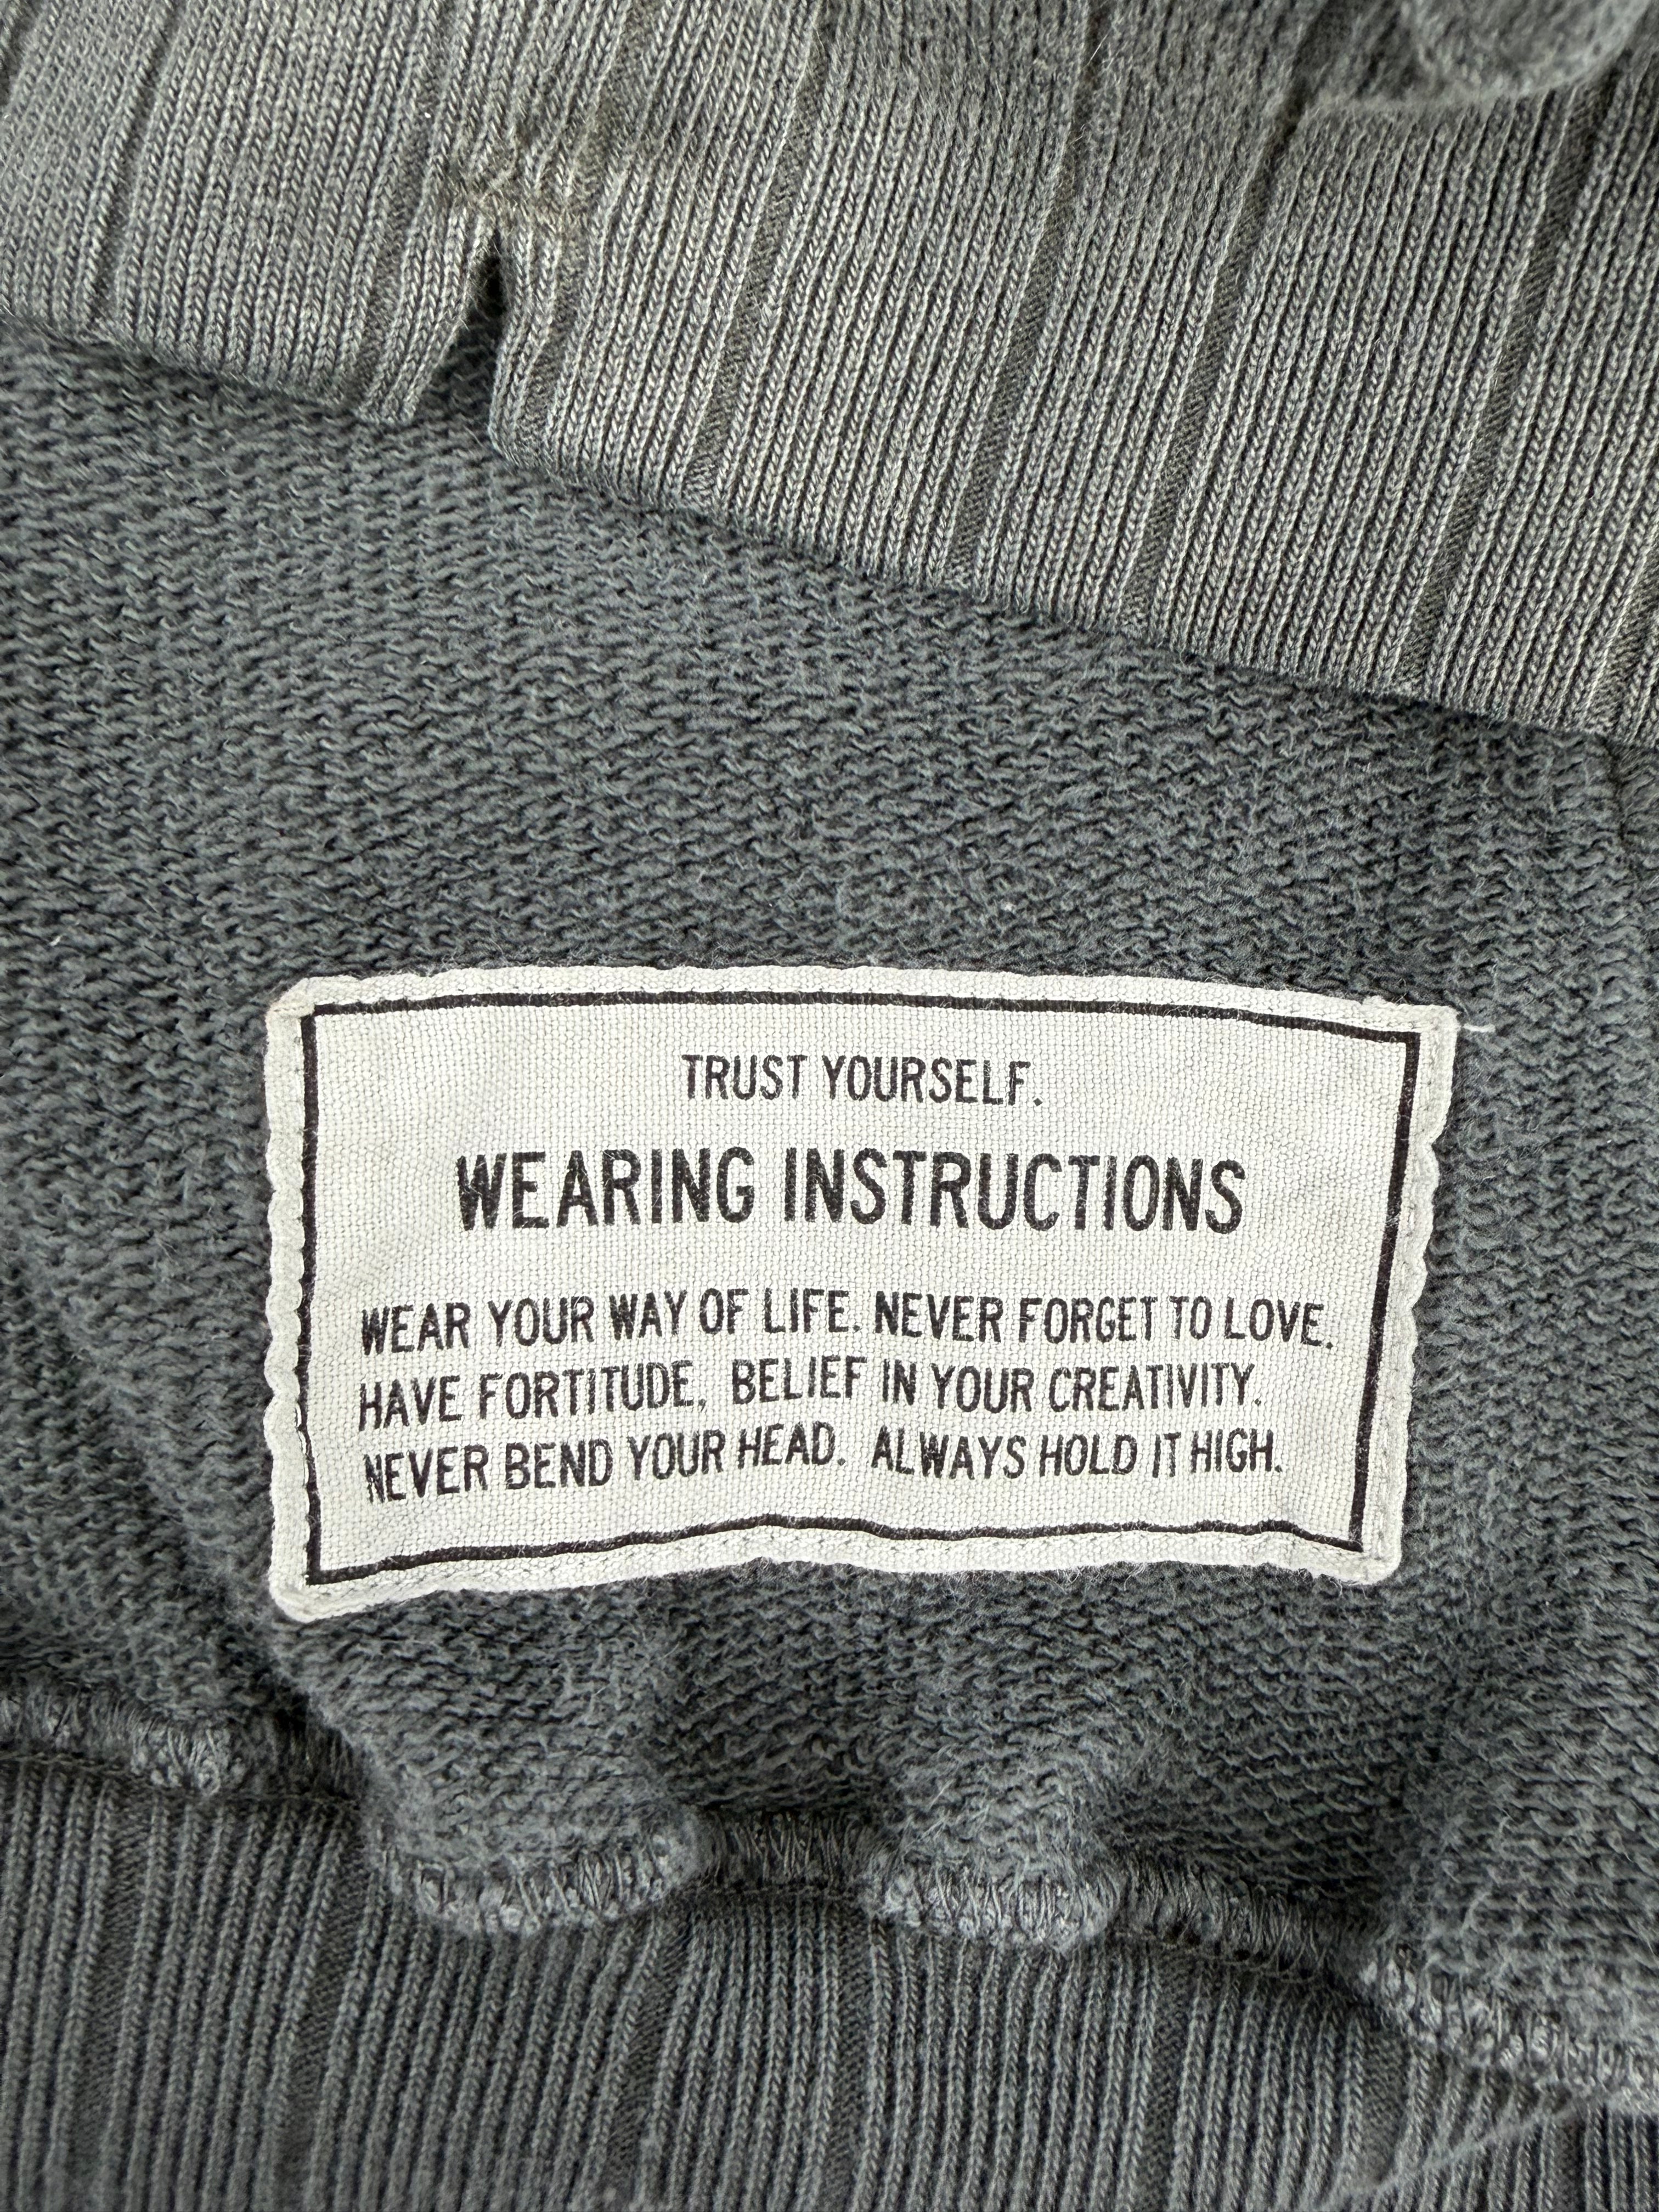 TRUST YOURSELF.
WEARING INSTRUCTIONS
WEAR YOUR WAY OF LIFE. NEVER FORGET TO LOVE.
HAVE FORTITUDE, BELIEF IN YOUR CREATIVITY.
NEVER BEND YOUR HEAD. ALWAYS HOLD IT HIGH.